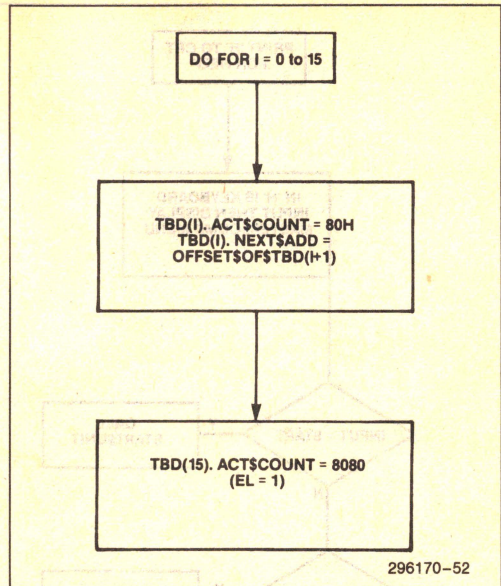 DO FOR I = 0 to 15
TBD(I). ACT$COUNT = 80H
TBD(I). NEXT$ADD =
OFFSET$OF$TBD(I+1)
TBD(15). ACT$COUNT = 8080
(EL = 1)
296170-52